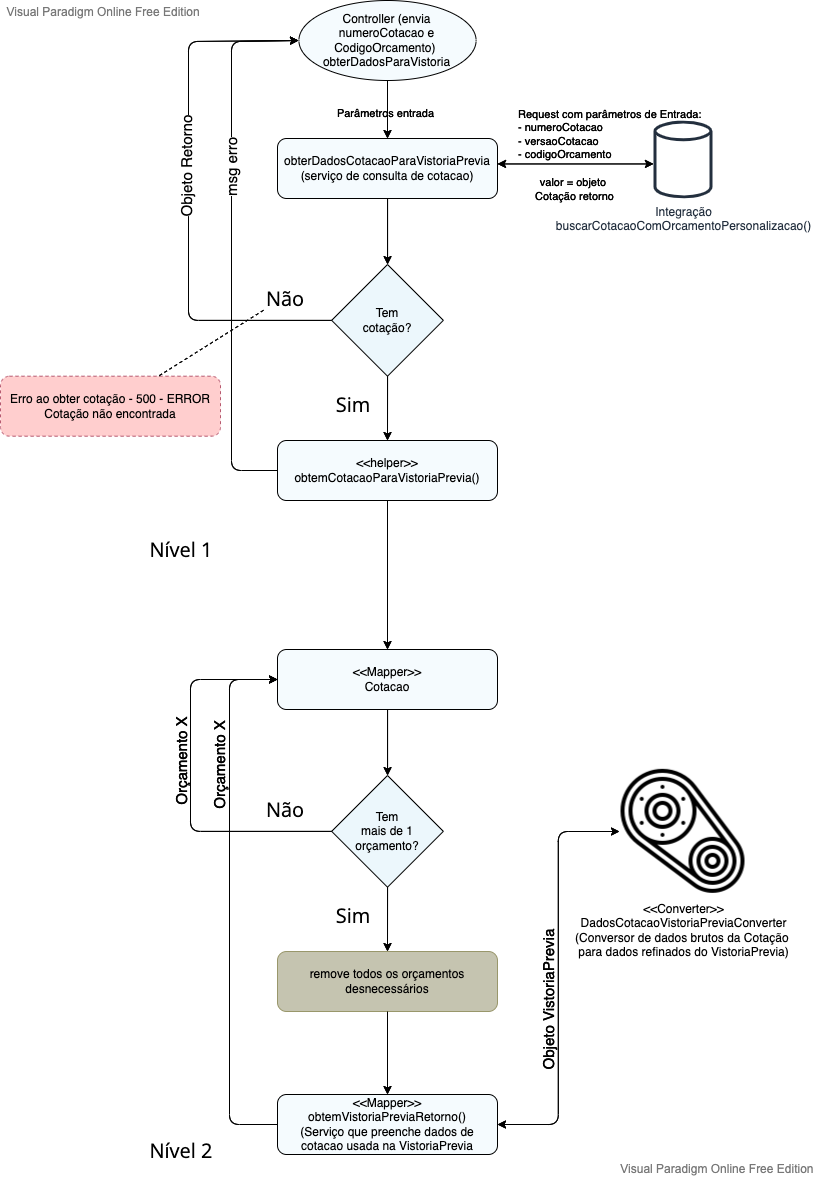 Visual Paradigm Online Free Edition
Controller (envia
numeroCotacao e
CodigoOrcamento)
obterDadosParaVistoria
Parâmetros entrada
Request com parâmetros de Entrada:
- numeroCotacao
- versaoCotacao
- codigoOrcamento
obterDadosCotacaoParaVistoriaPrevia
(serviço de consulta de cotacao)
valor = objeto
Cotação retorno
Integração
buscarCotacaoComOrcamentoPersonalizacao()
Objeto Retorno
msg erro
Não
Tem
cotação?
Erro ao obter cotação - 500 - ERROR
Cotação não encontrada
Sim
<<helper>>
obtemCotacaoParaVistoriaPrevia()
Nível 1
<<Mapper>>
Cotacao
Orçamento X
Orçamento X
Não
Tem
mais de 1
orçamento?
Sim
<<Converter>>
DadosCotacaoVistoriaPreviaConverter
(Conversor de dados brutos da Cotação
para dados refinados do VistoriaPrevia)
remove todos os orçamentos
desnecessários
Objeto VistoriaPrevia
<<Mapper>>
obtemVistoriaPreviaRetorno()
(Serviço que preenche dados de
cotacao usada na VistoriaPrevia
Nível 2
Visual Paradigm Online Free Edition